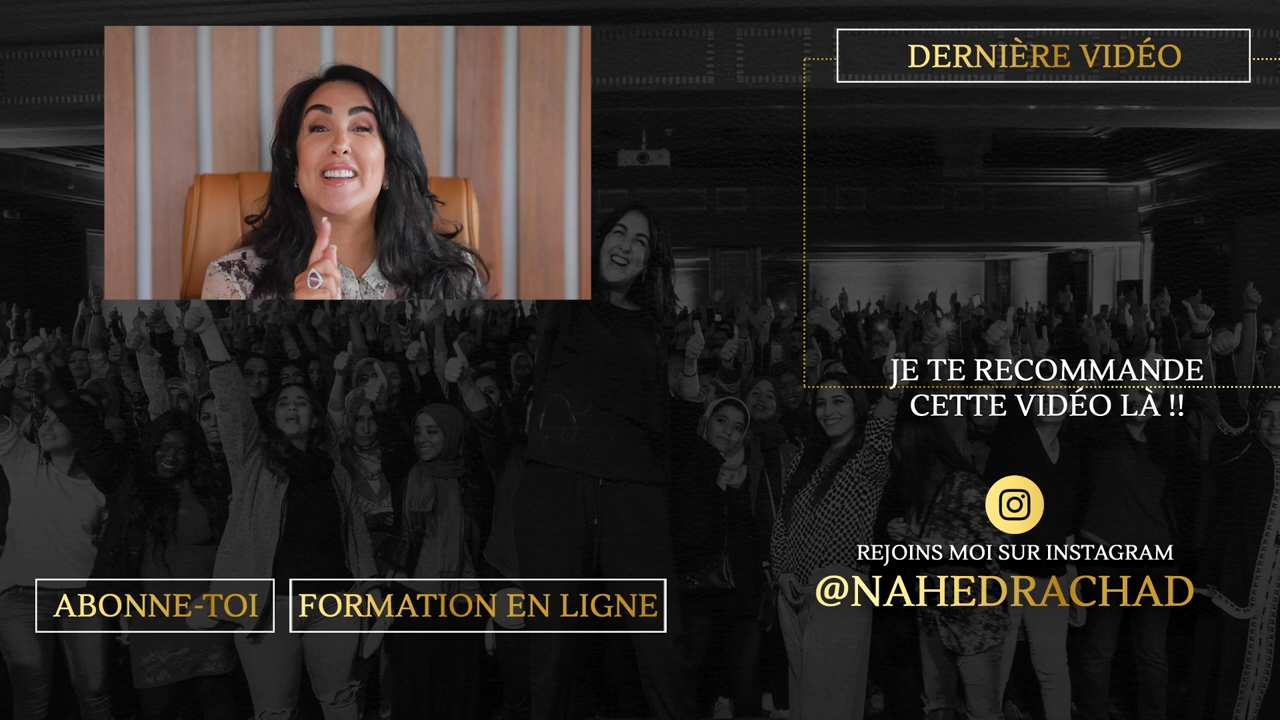 DERNIÈRE VIDÉO
JE TE RECOMMANDE
CETTE VIDÉO LÀ !!
REJOINS MOI SUR INSTAGRAM
@NAHEDRACHAD
ABONNE-TOI
FORMATION EN LIGNE